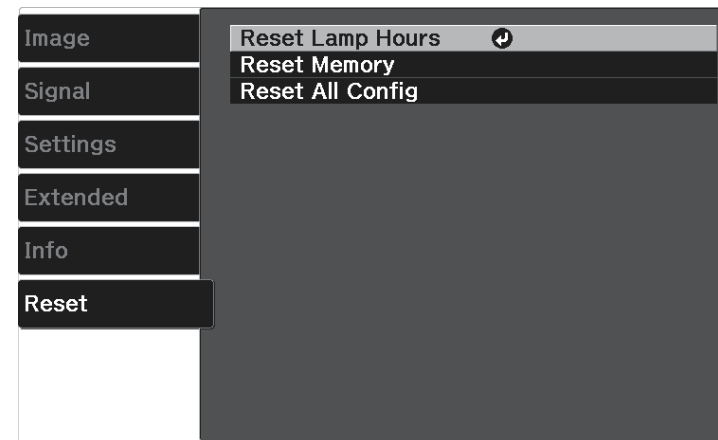 Image
Signal
Settings
Extended
Info
Reset
Reset Lamp Hours
Reset Memory
Reset All Config